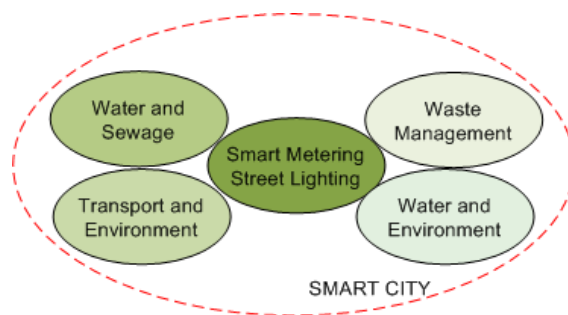 Water and
Sewage
Waste
Management
Smart Metering
Street Lighting
Transport and
Environment
Water and
Environment
SMART CITY